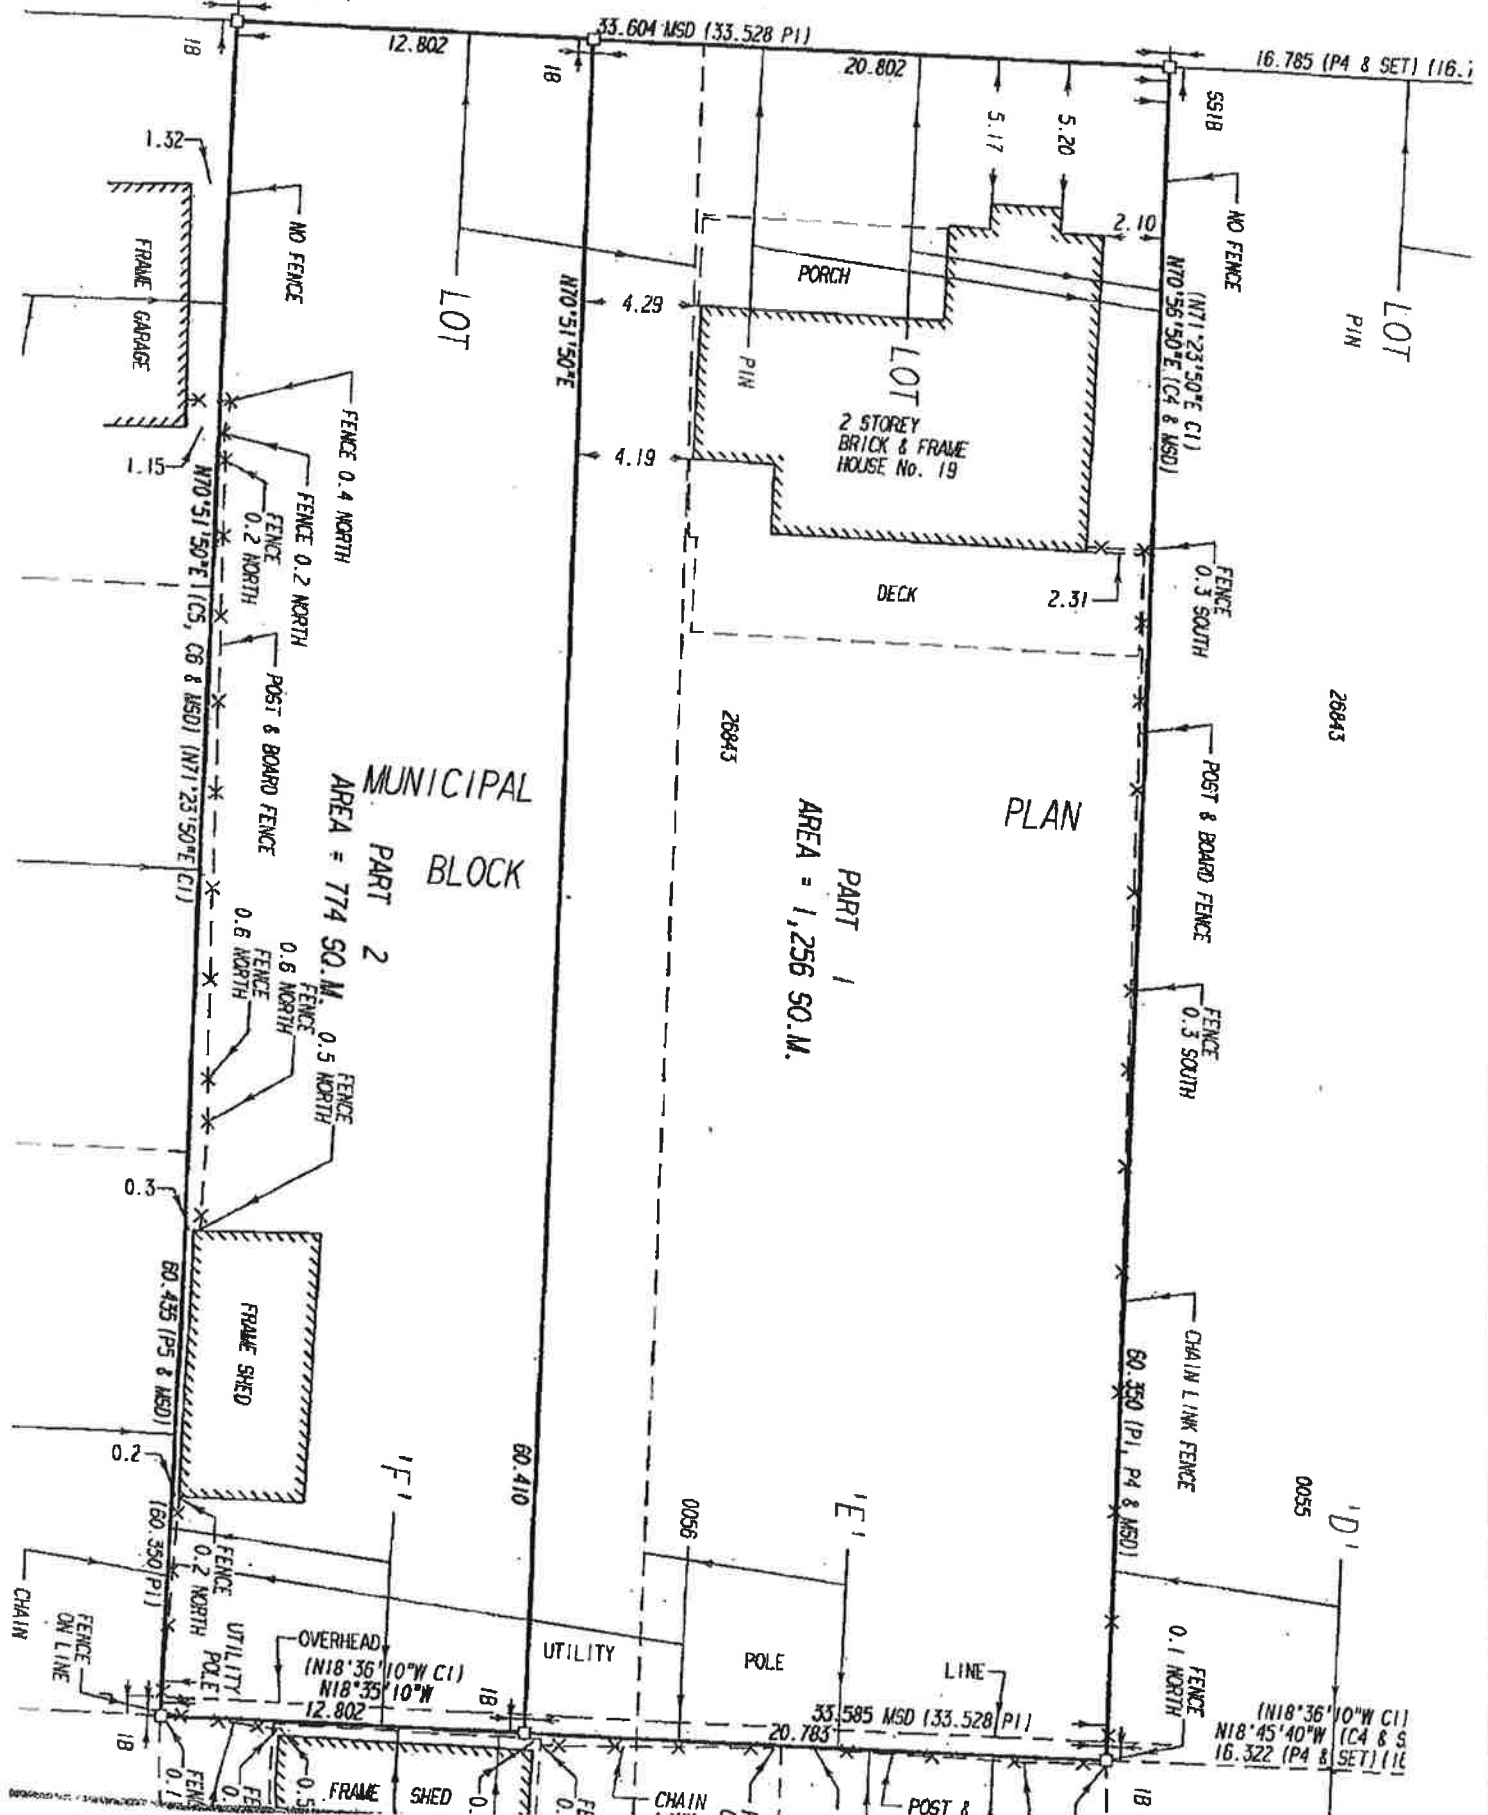 33.604 MSD (33.528 P1)
12.802
20.802
16.785 (P4 & SET) (16.7
IB
IB
SSIB
1.32
5.17
5.20
2.10
NO FENCE
NO FENCE
FRAME GARAGE
LOT
N70°51'50"E
4.29
PORCH
PIN
LOT
2 STOREY
BRICK & FRAME
HOUSE No. 19
(N71°23'50"E C1)
N70°56'50"E (C4 & MSD)
LOT
PIN
1.15
4.19
FENCE 0.4 NORTH
FENCE 0.2 NORTH
FENCE
0.2 NORTH
N70°51'50"E (C5, C6 & MSD) (N71°23'50"E C1)
POST & BOARD FENCE
DECK
2.31
FENCE
0.3 SOUTH
26843
26843
MUNICIPAL
BLOCK
PLAN
PART 2
AREA = 774 SQ.M.
PART 1
AREA = 1,256 SQ.M.
POST & BOARD FENCE
FENCE
0.3 SOUTH
FENCE
0.6 NORTH
FENCE
0.6 NORTH
FENCE
0.5 NORTH
0.3
FRAME SHED
60.435 (P5 & MSD)
(60.350 P1)
0.2
60.410
CHAIN LINK FENCE
60.350 (P1, P4 & MSD)
'F'
'E'
'D'
0056
0055
FENCE
0.2 NORTH
UTILITY
POLE
CHAIN
FENCE
ON LINE
OVERHEAD
UTILITY
POLE
LINE
(N18°36'10"W C1)
N18°35'10"W
12.802
IB
33.585 MSD (33.528 P1)
20.783
FENCE
0.1 NORTH
(N18°36'10"W C1)
N18°45'40"W (C4 & S
16.322 (P4 & SET) (16
IB
IB
0.1
0.5
FRAME SHED
CHAIN
POST &